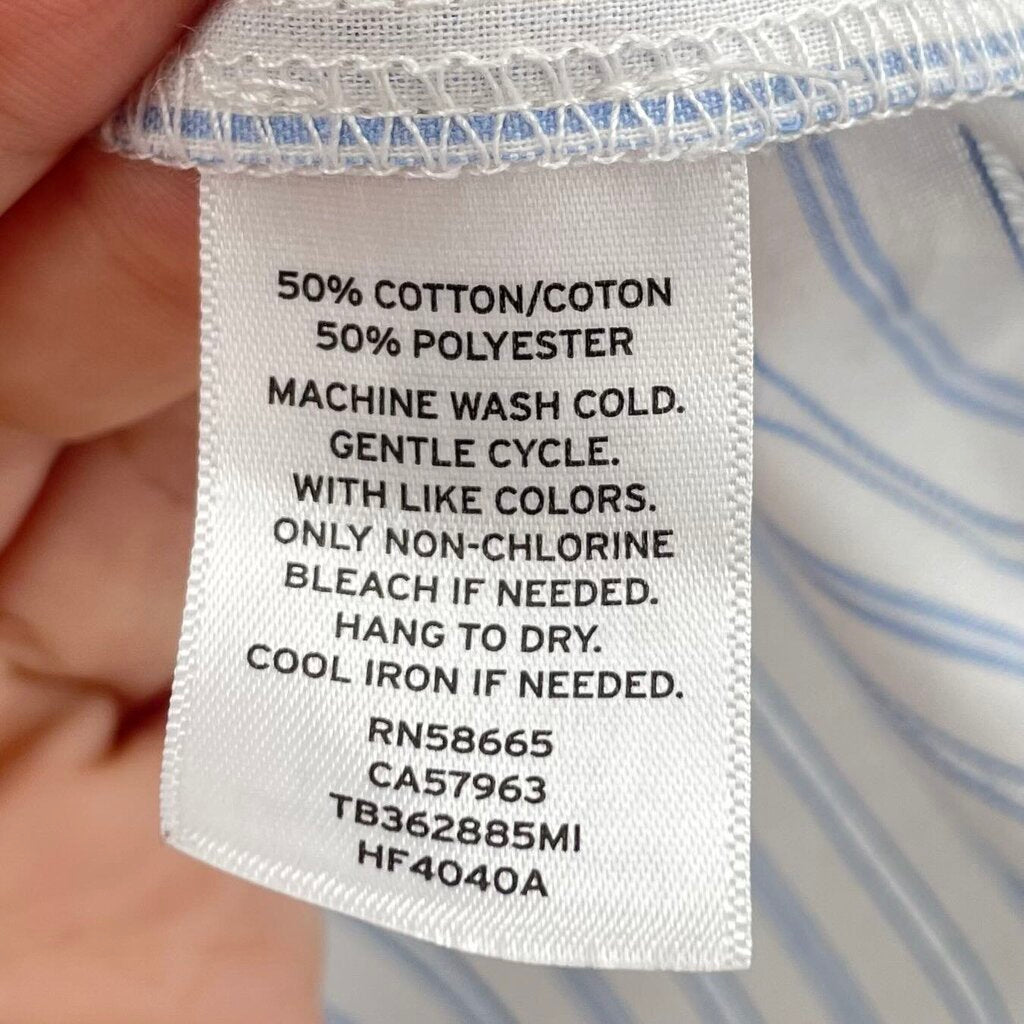 50% COTTON/COTON
50% POLYESTER
MACHINE WASH COLD.
GENTLE CYCLE.
WITH LIKE COLORS.
ONLY NON-CHLORINE
BLEACH IF NEEDED.
HANG TO DRY.
COOL IRON IF NEEDED.
RN58665
CA57963
TB362885MI
HF4040A